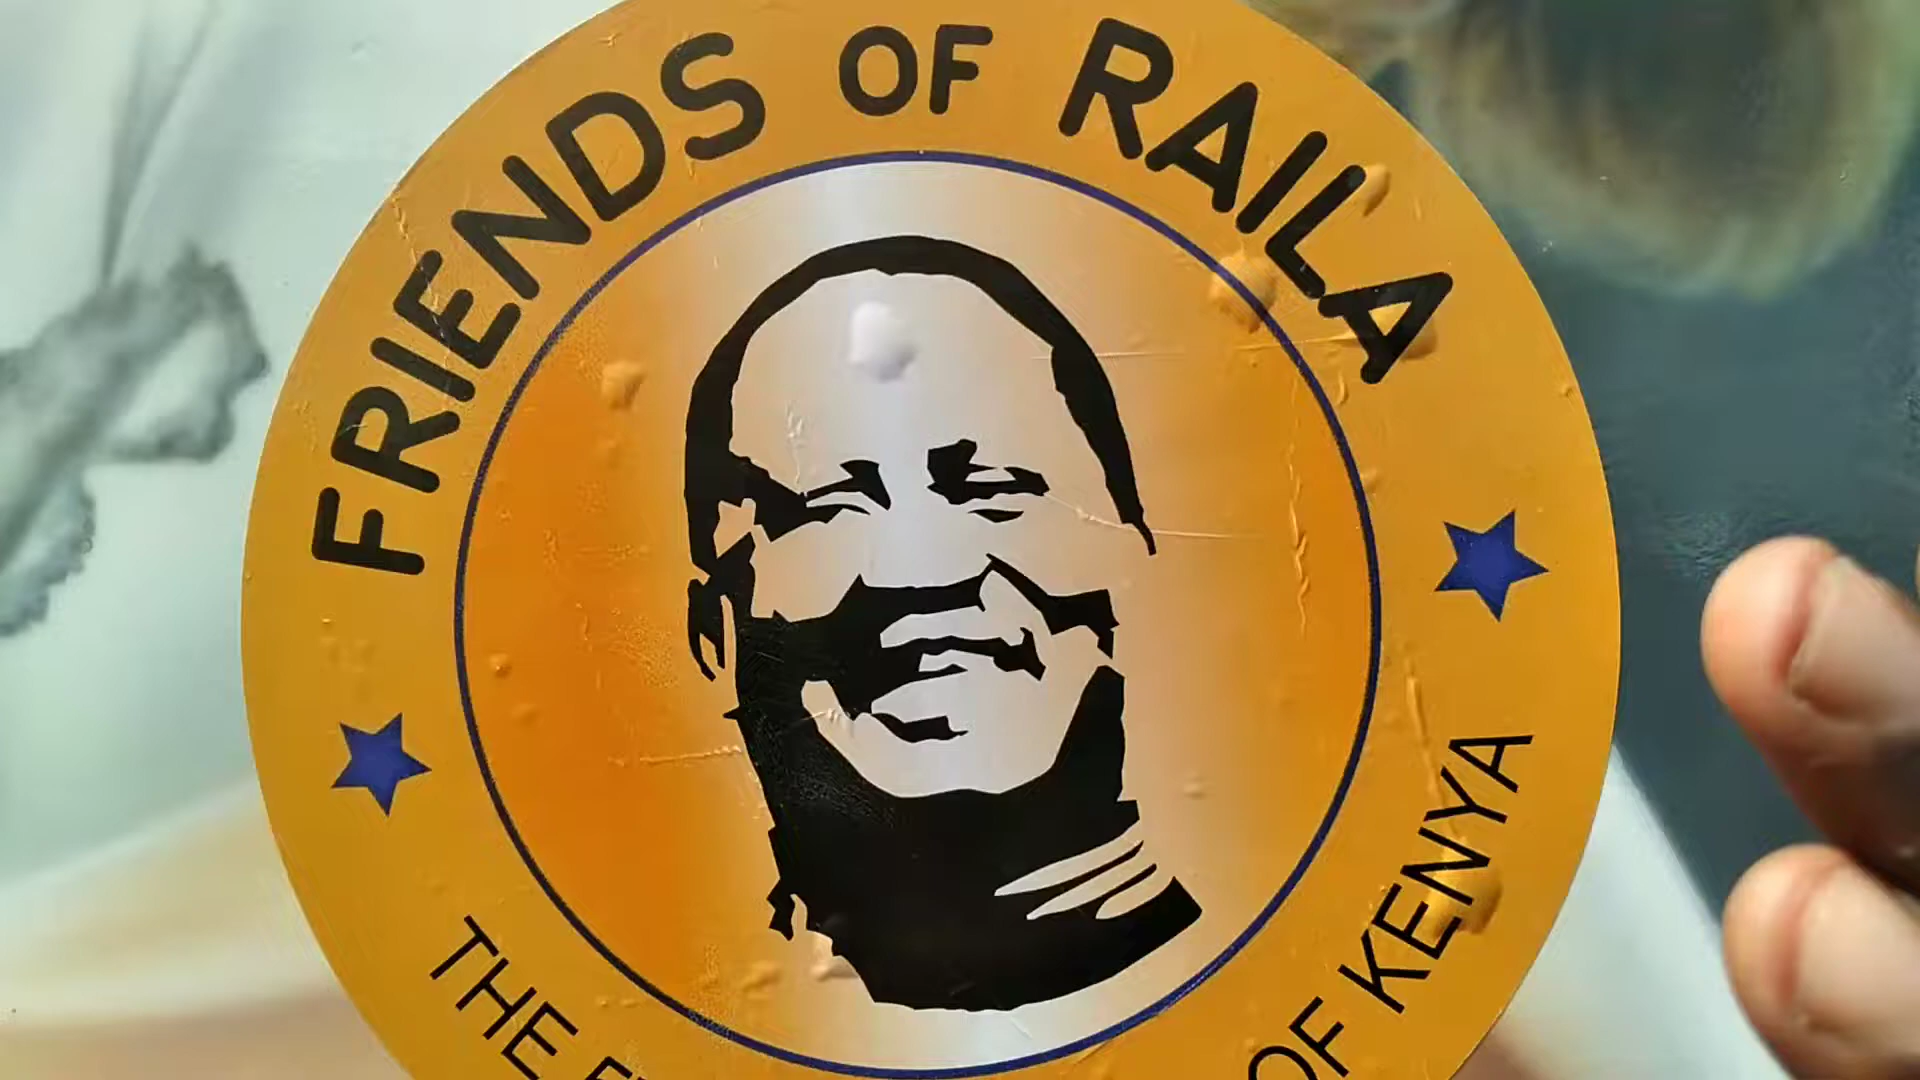 FRIENDS OF RAILA
THE
OF KENYA